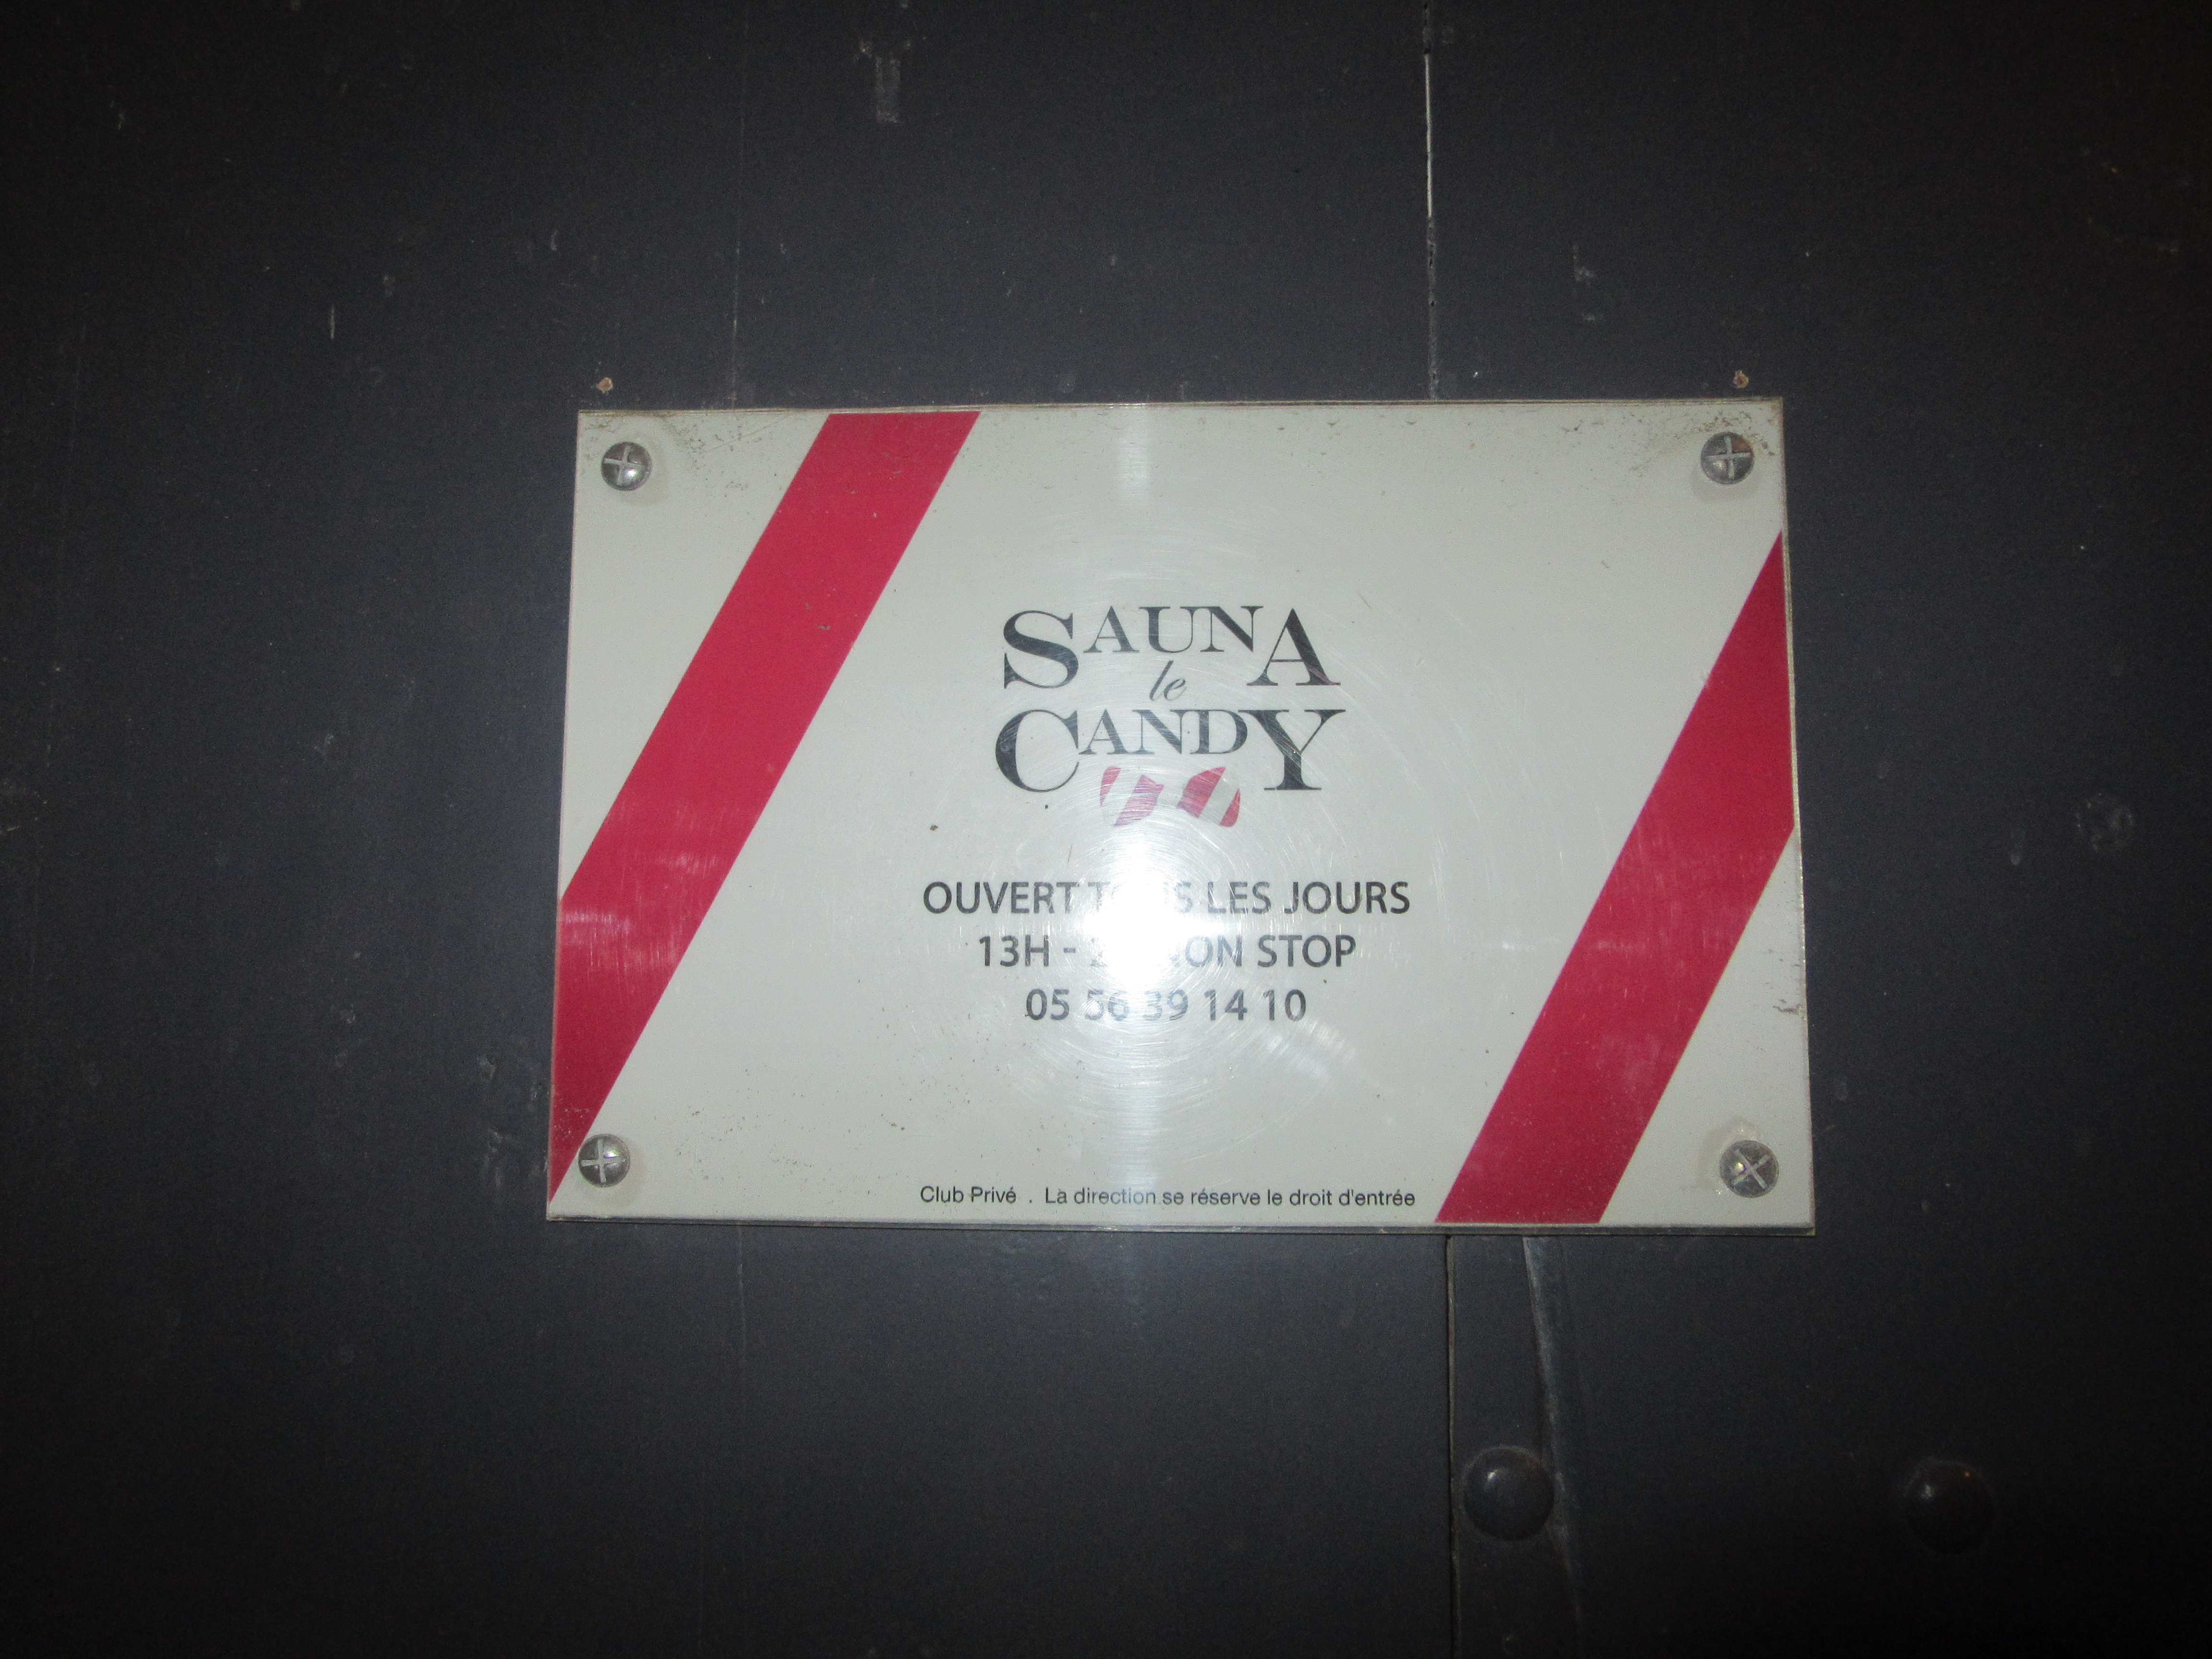 SAUNA
le
CANDY
OUVERT LES JOURS
13H - STOP
05 56 39 14 10
Club Privé . La direction se réserve le droit d'entrée